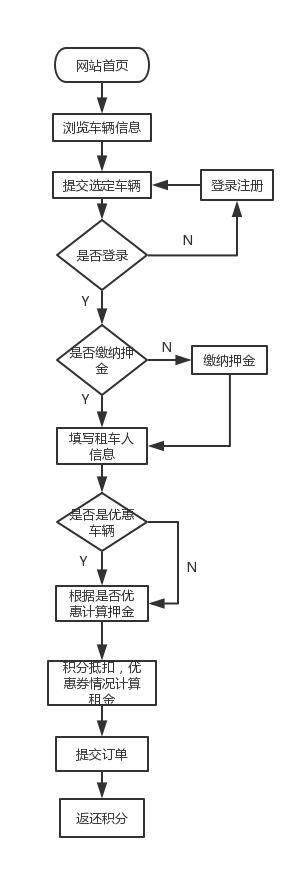 网站首页
浏览车辆信息
提交选定车辆
登录注册
是否登录
N
Y
是否缴纳押
金
N
缴纳押金
Y
填写租车人
信息
是否是优惠
车辆
Y
N
根据是否优
惠计算押金
积分抵扣，优
惠券情况计算
租金
提交订单
返还积分